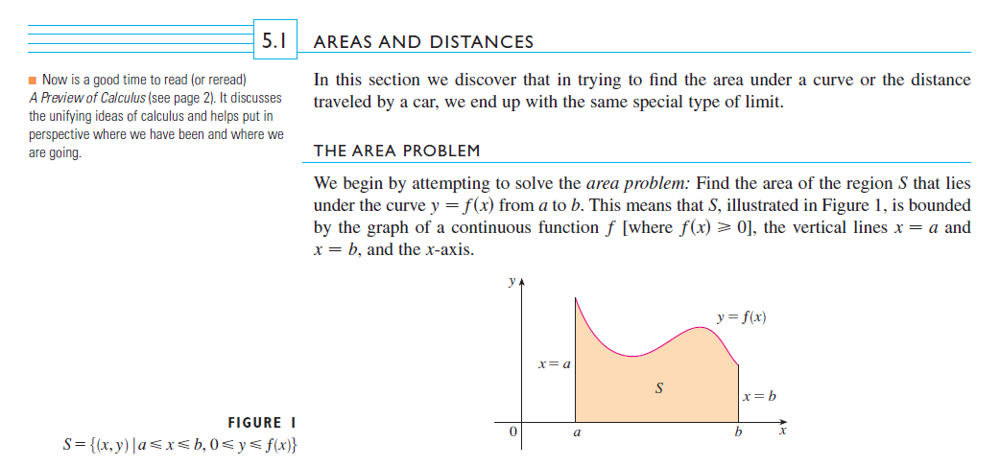 5.1 AREAS AND DISTANCES
■ Now is a good time to read (or reread)
A Preview of Calculus (see page 2). It discusses
the unifying ideas of calculus and helps put in
perspective where we have been and where we
are going.
In this section we discover that in trying to find the area under a curve or the distance
traveled by a car, we end up with the same special type of limit.
THE AREA PROBLEM
We begin by attempting to solve the area problem: Find the area of the region S that lies
under the curve y = f(x) from a to b. This means that S, illustrated in Figure 1, is bounded
by the graph of a continuous function f [where f(x) ⩾ 0], the vertical lines x = a and
x = b, and the x-axis.
y
y = f(x)
x = a
S
x = b
0
a
b
x
FIGURE 1
S = {(x, y) | a ⩽ x ⩽ b, 0 ⩽ y ⩽ f(x)}